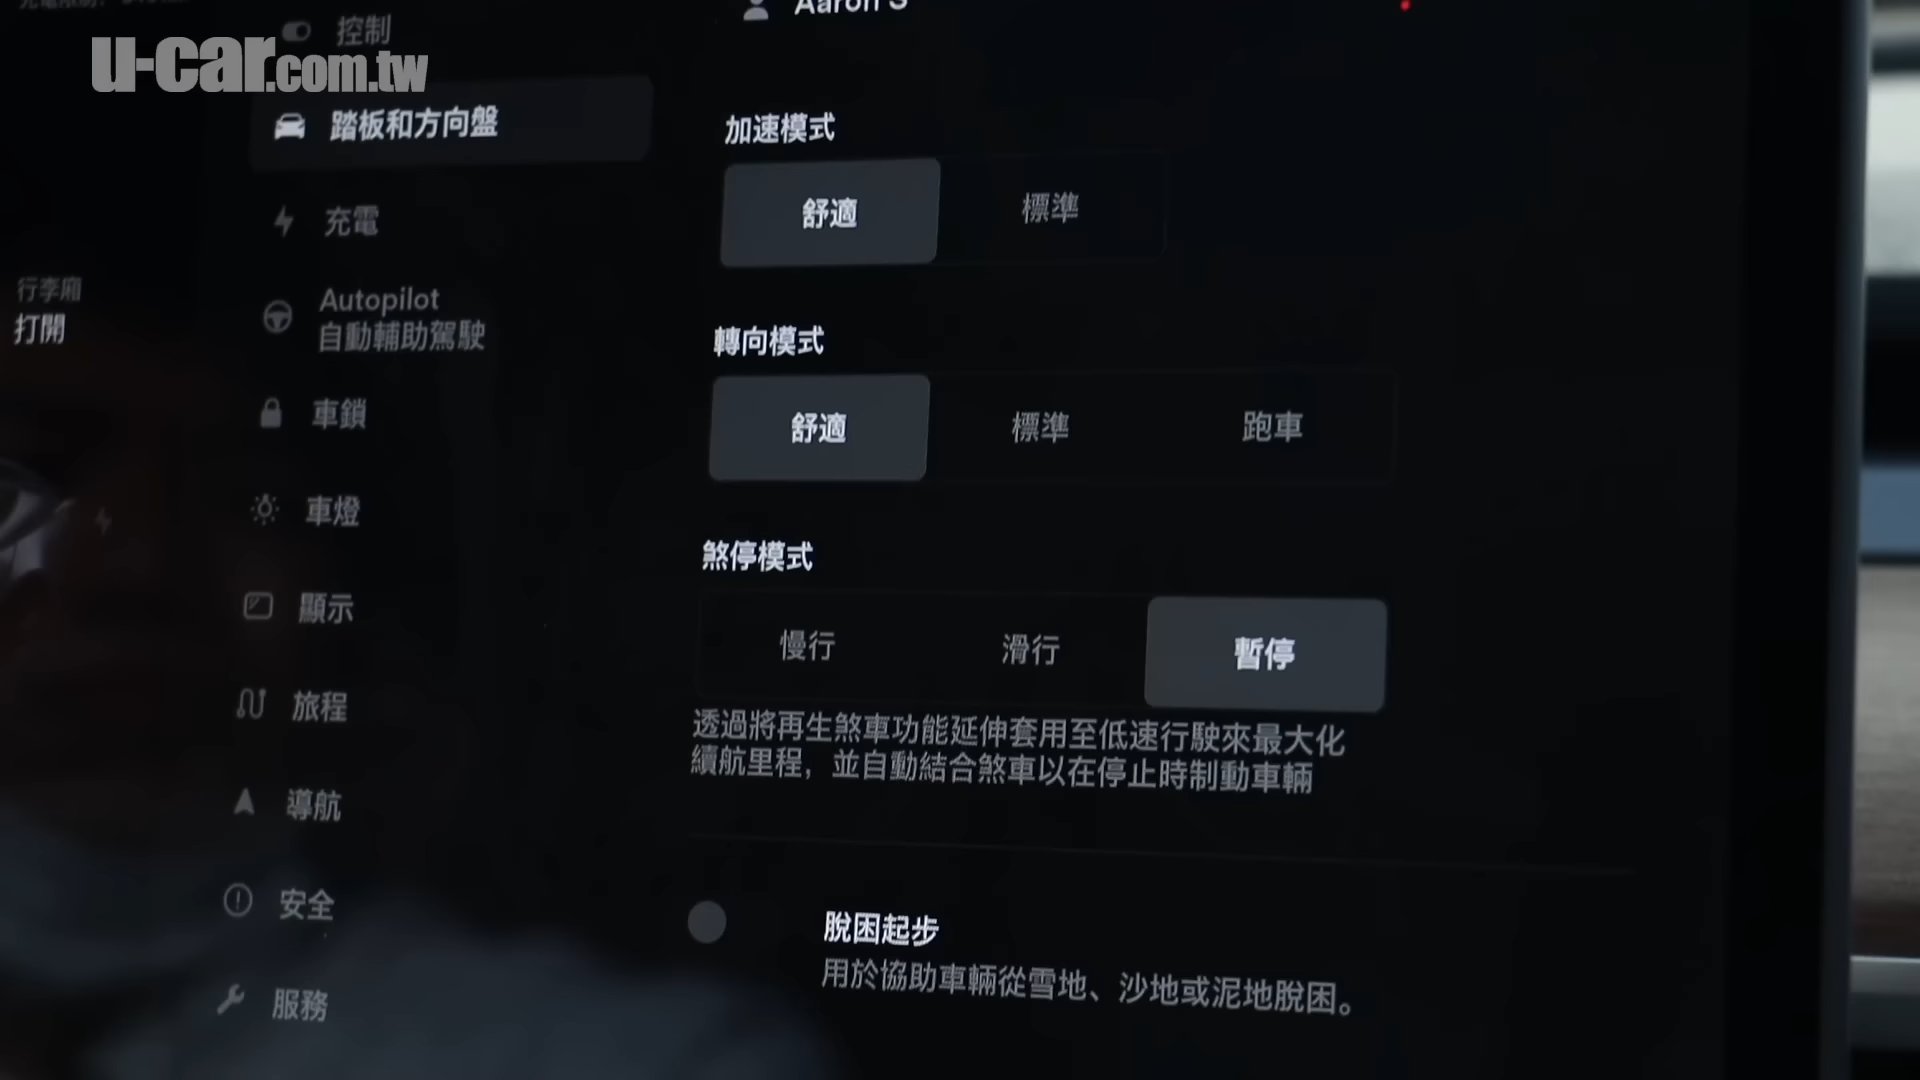 Aaron S
控制
u-car.com.tw
踏板和方向盤
充電
Autopilot
自動輔助駕駛
車鎖
車燈
顯示
旅程
導航
安全
服務
行李廂
打開
加速模式
舒適
標準
轉向模式
舒適
標準
跑車
煞停模式
慢行
滑行
暫停
透過將再生煞車功能延伸套用至低速行駛來最大化
續航里程，並自動結合煞車以在停止時制動車輛
脫困起步
用於協助車輛從雪地、沙地或泥地脫困。